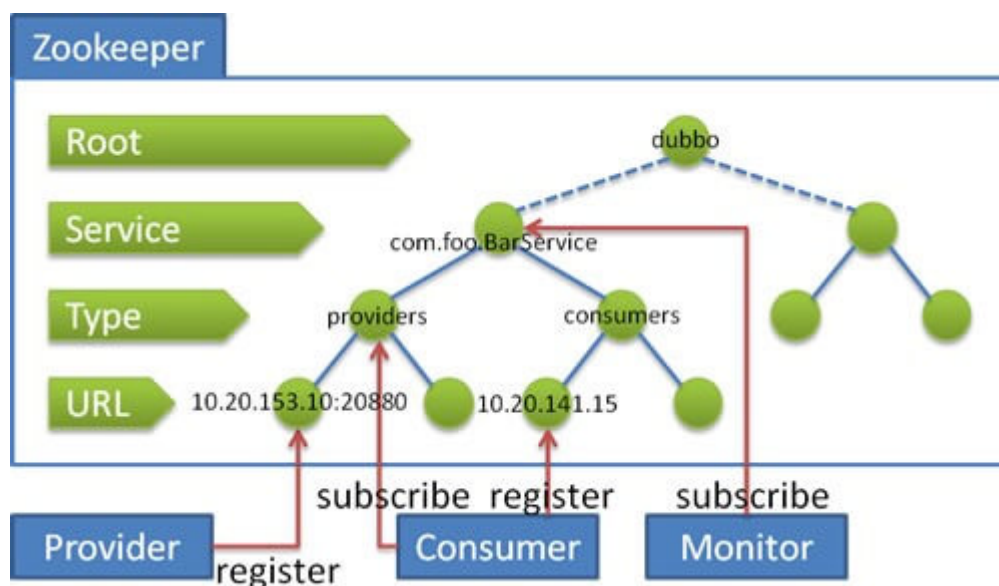 Zookeeper
Root
dubbo
Service
com.foo.BarService
Type
providers
consumers
URL
10.20.153.10:20880
10.20.141.15
subscribe
register
subscribe
Provider
register
Consumer
Monitor